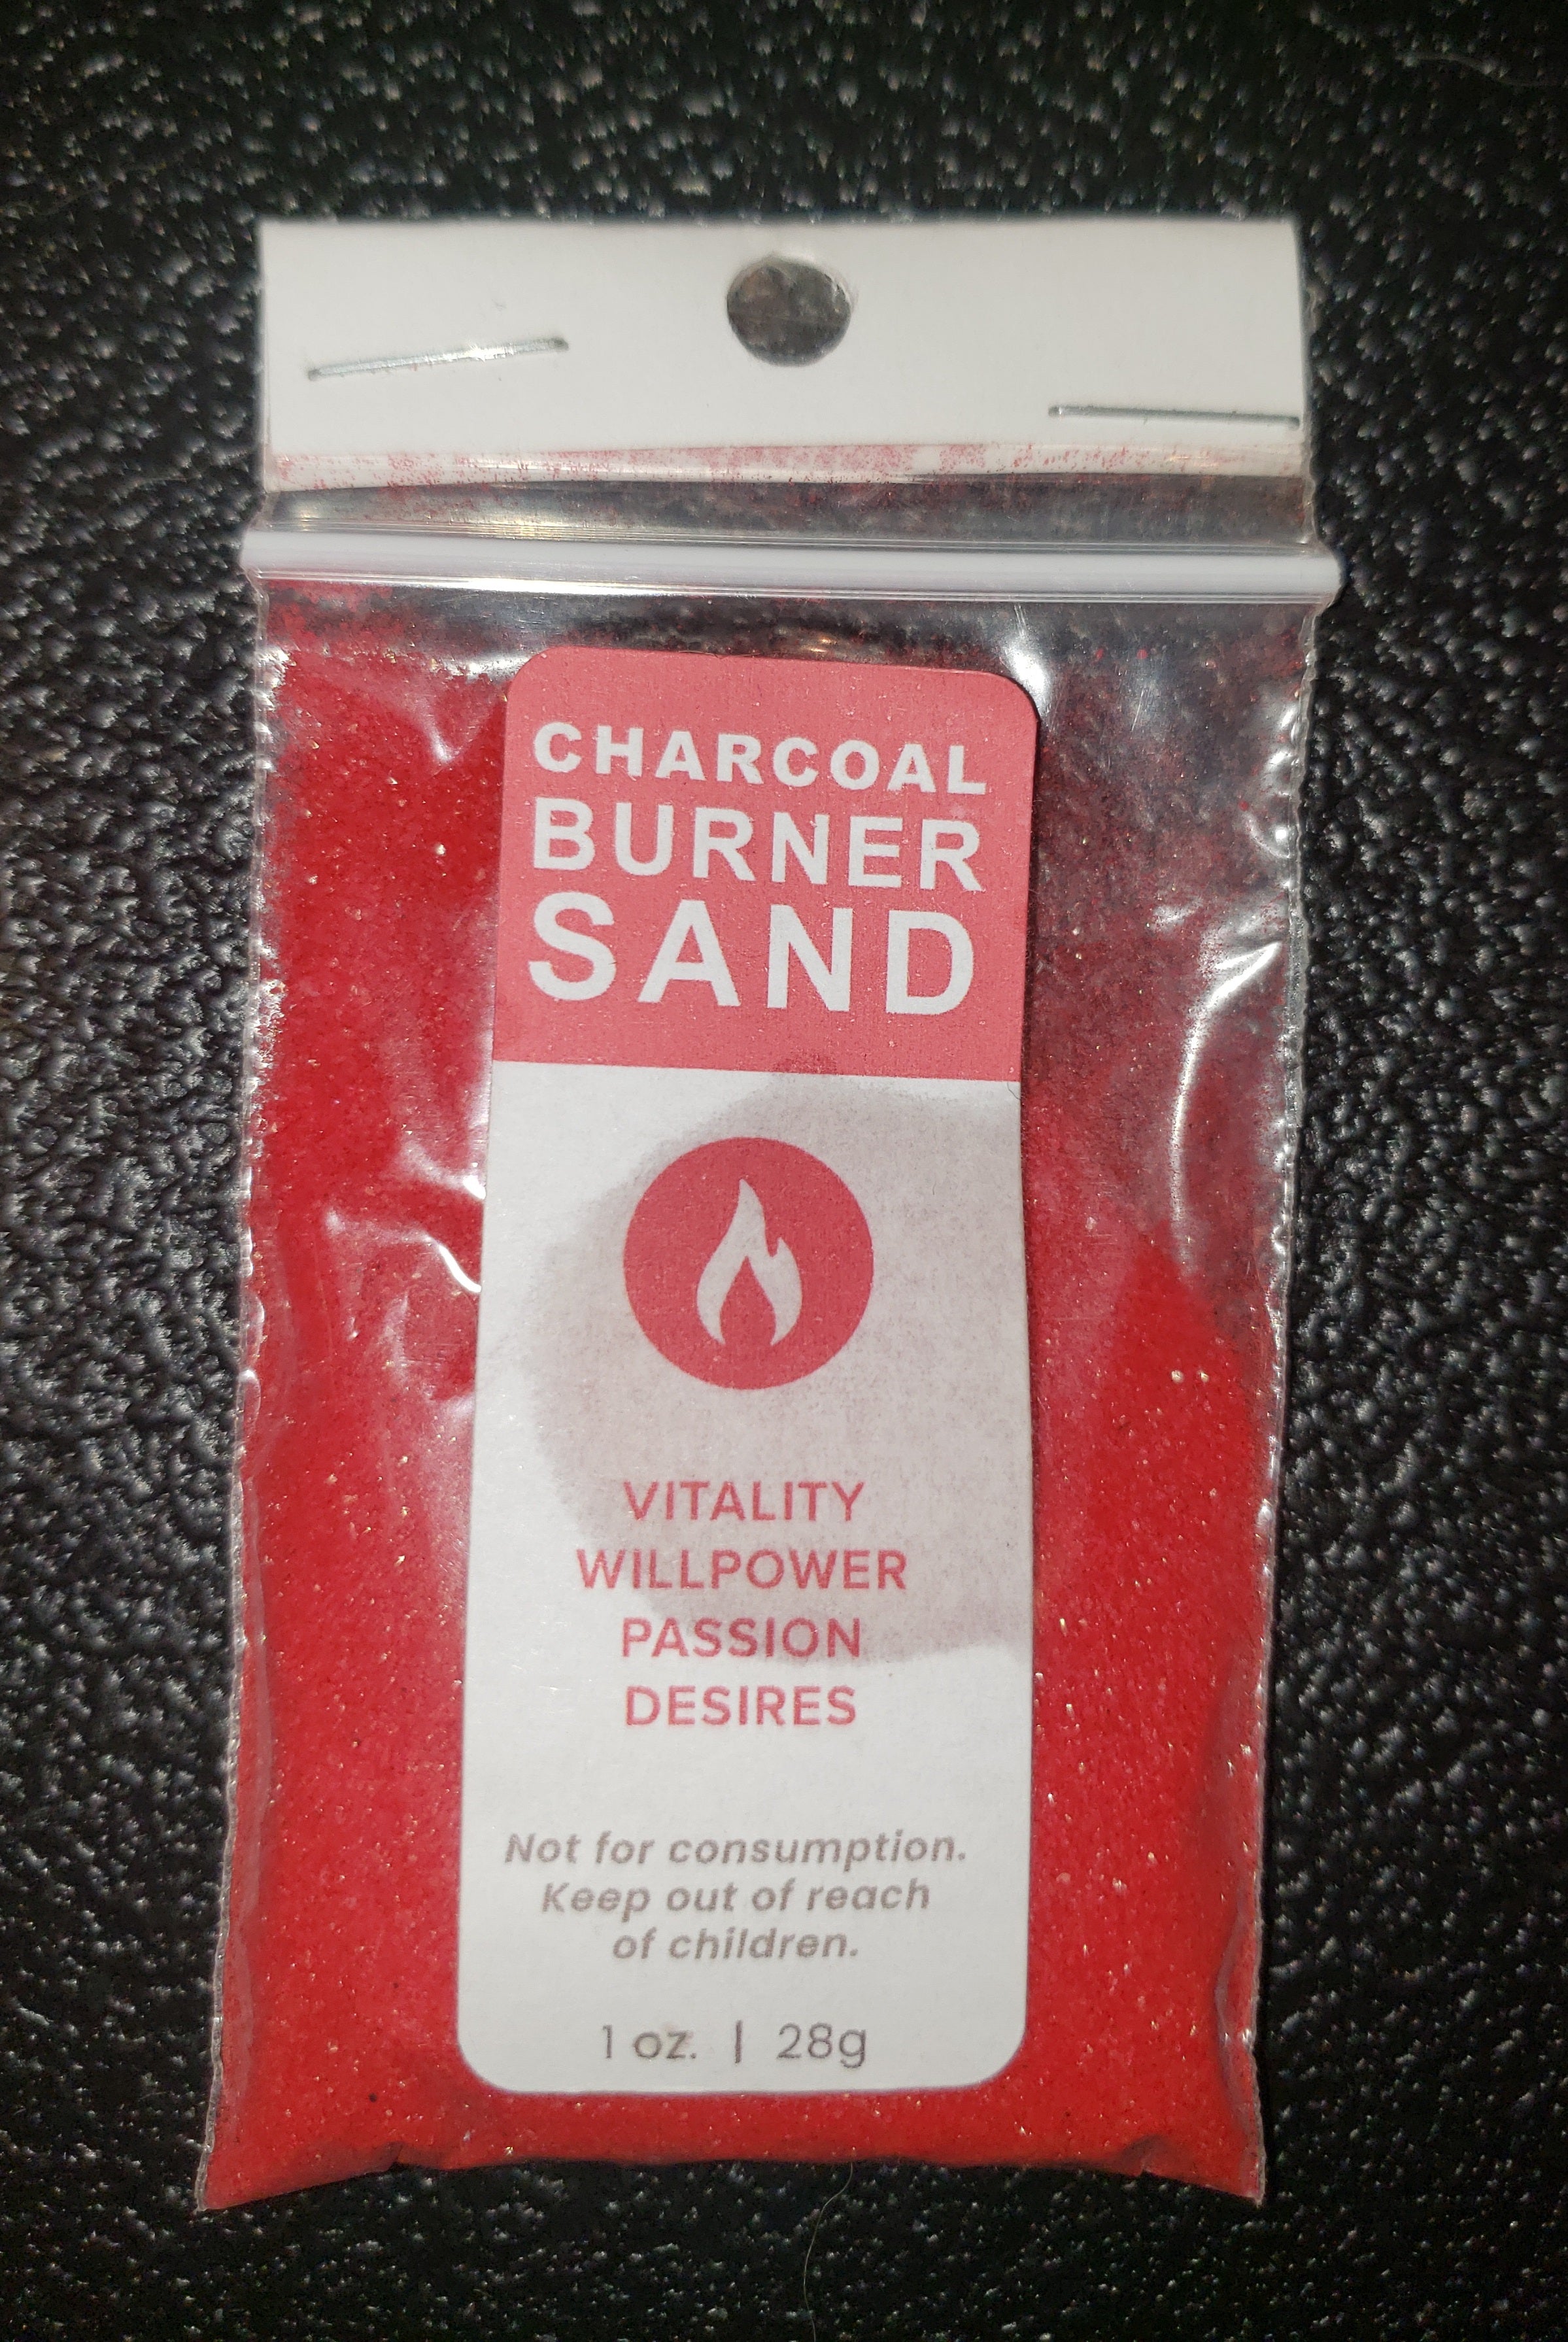 CHARCOAL
BURNER
SAND
VITALITY
WILLPOWER
PASSION
DESIRES
Not for consumption.
Keep out of reach
of children.
1 oz. | 28g